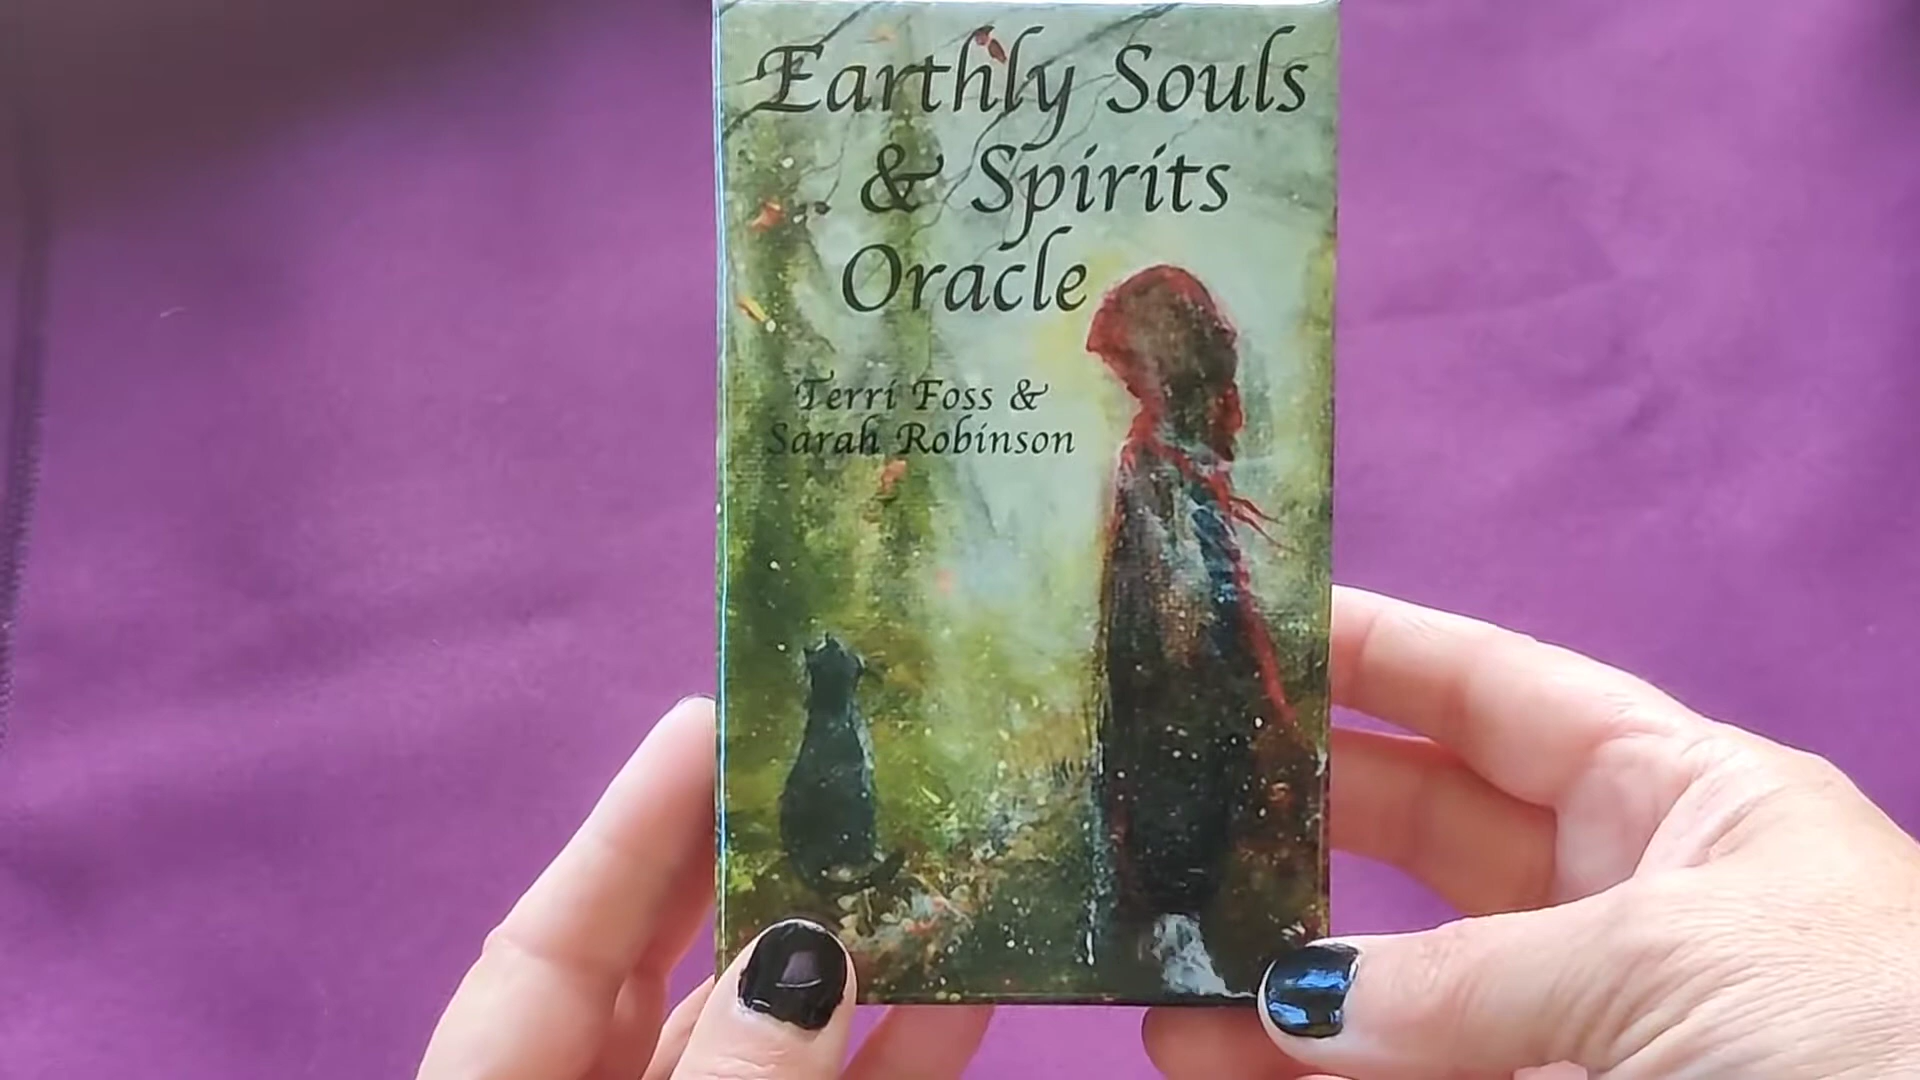 Earthly Souls
& Spirits
Oracle
Terri Foss &
Sarah Robinson